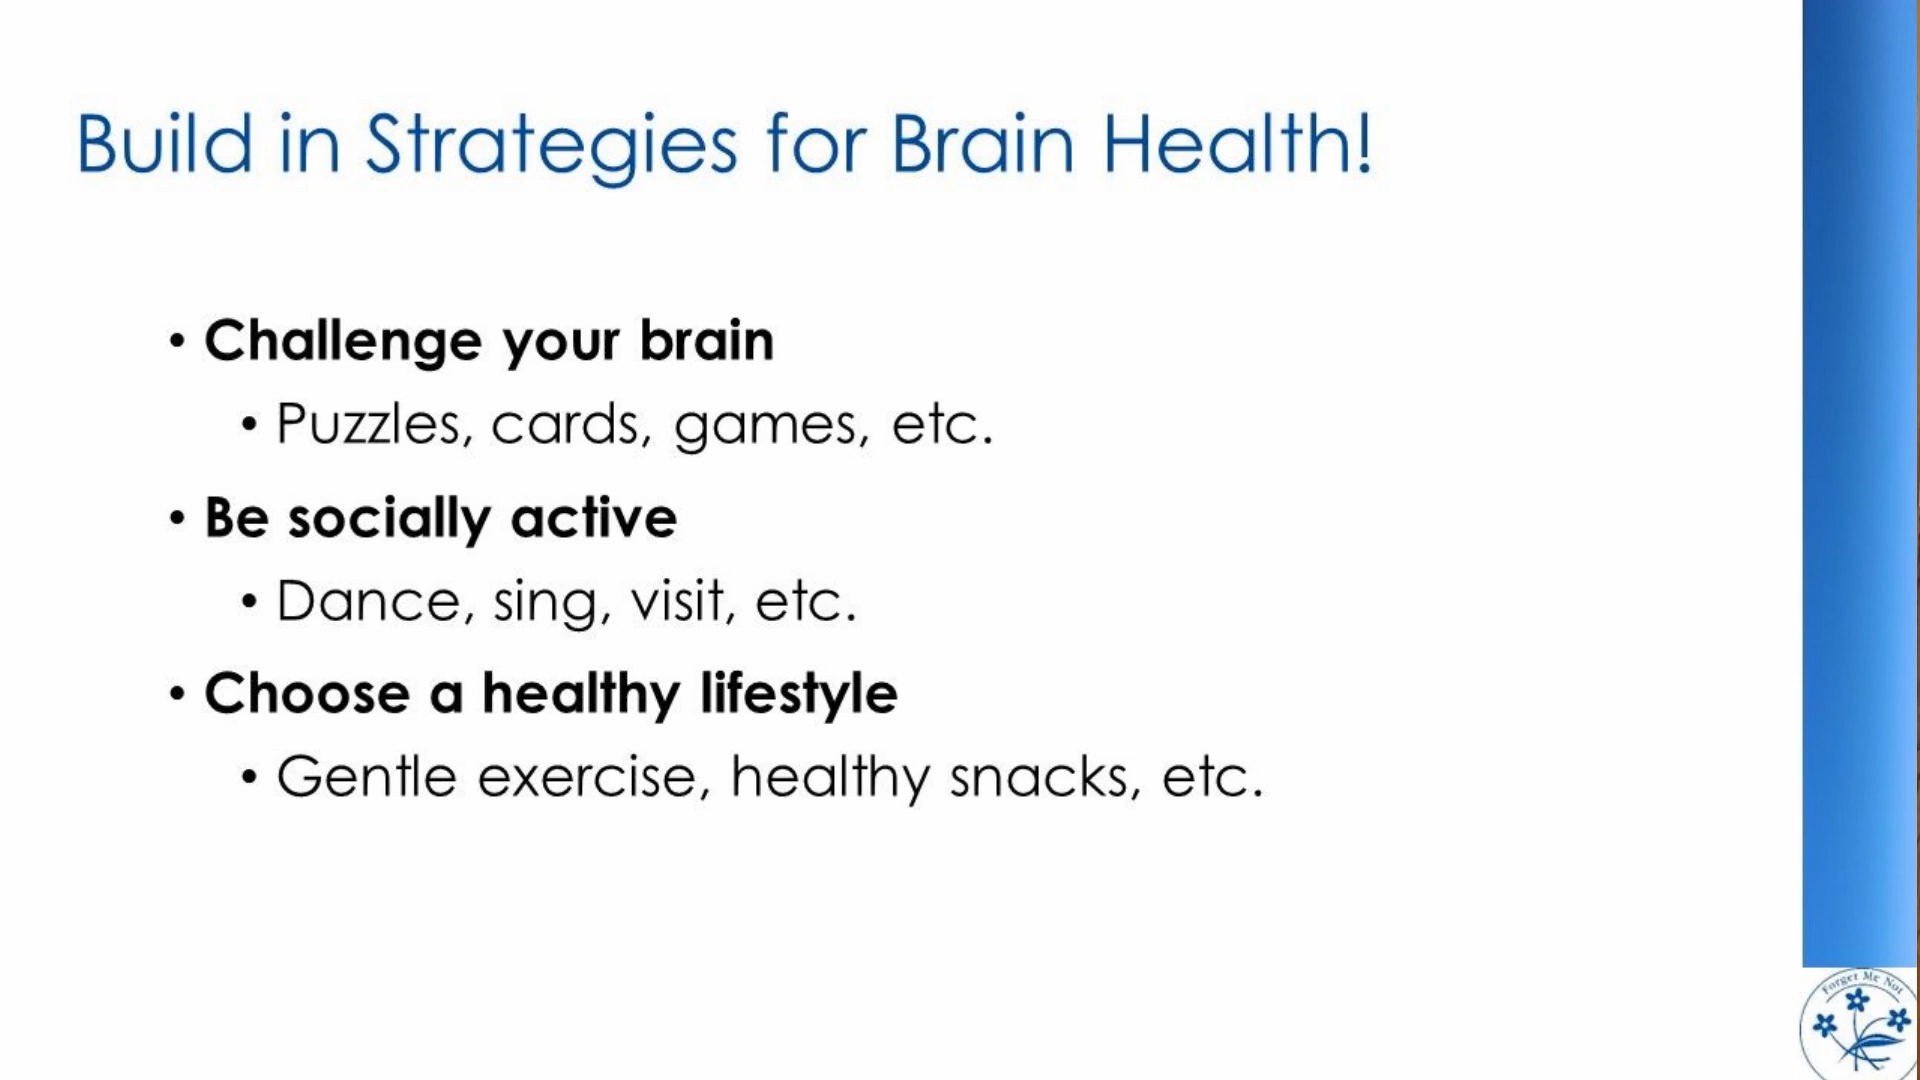 Build in Strategies for Brain Health!
• Challenge your brain
• Puzzles, cards, games, etc.
• Be socially active
• Dance, sing, visit, etc.
• Choose a healthy lifestyle
• Gentle exercise, healthy snacks, etc.
Forget Me Not